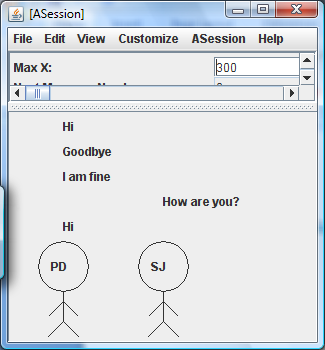 [ASession]
File Edit View Customize ASession Help
Max X: 300
Hi
Goodbye
I am fine
How are you?
Hi
PD SJ